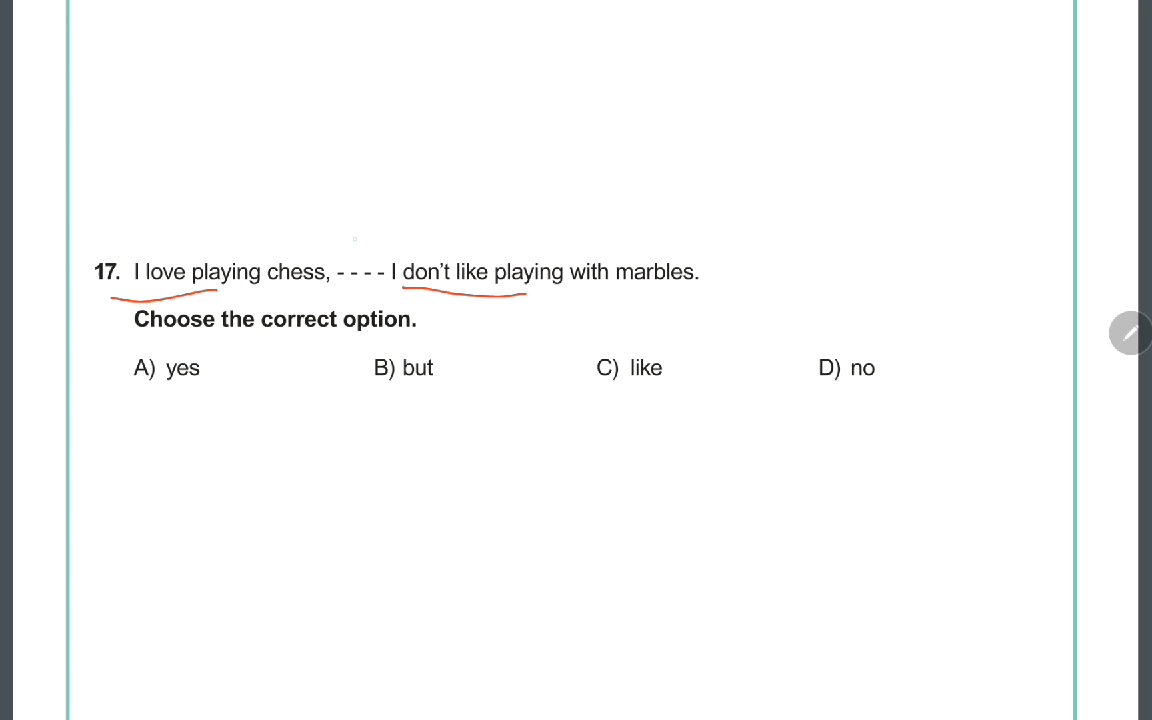 17. I love playing chess, - - - - I don't like playing with marbles.
Choose the correct option.
A) yes B) but C) like D) no